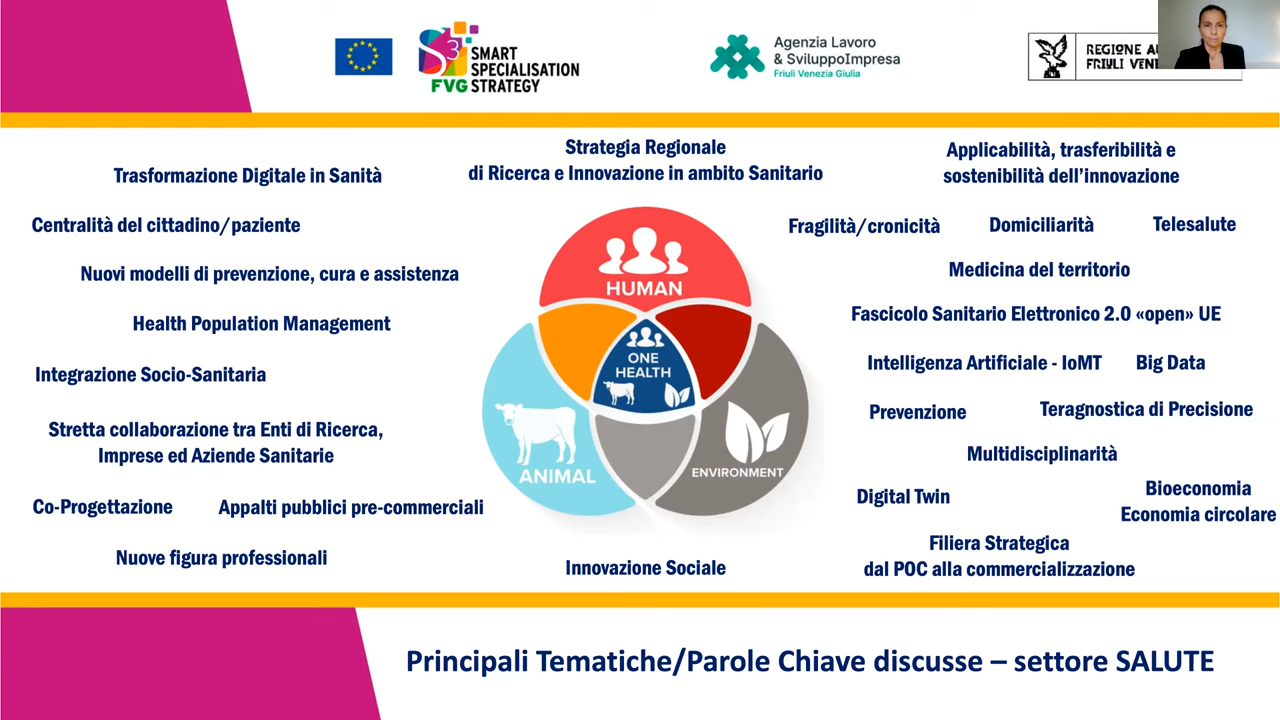 S3
SMART
SPECIALISATION
FVG STRATEGY
Agenzia Lavoro
& SviluppoImpresa
Friuli Venezia Giulia
REGIONE
FRIULI
Strategia Regionale
di Ricerca e Innovazione in ambito Sanitario
Applicabilità, trasferibilità e
sostenibilità dell’innovazione
Trasformazione Digitale in Sanità
Centralità del cittadino/paziente
Fragilità/cronicità
Domiciliarità
Telesalute
Nuovi modelli di prevenzione, cura e assistenza
Medicina del territorio
HUMAN
Health Population Management
Fascicolo Sanitario Elettronico 2.0 «open» UE
ONE
HEALTH
Integrazione Socio-Sanitaria
Intelligenza Artificiale - IoMT
Big Data
Prevenzione
Teragnostica di Precisione
Stretta collaborazione tra Enti di Ricerca,
Imprese ed Aziende Sanitarie
ANIMAL
ENVIRONMENT
Multidisciplinarità
Co-Progettazione
Appalti pubblici pre-commerciali
Digital Twin
Bioeconomia
Economia circolare
Nuove figura professionali
Innovazione Sociale
Filiera Strategica
dal POC alla commercializzazione
Principali Tematiche/Parole Chiave discusse – settore SALUTE